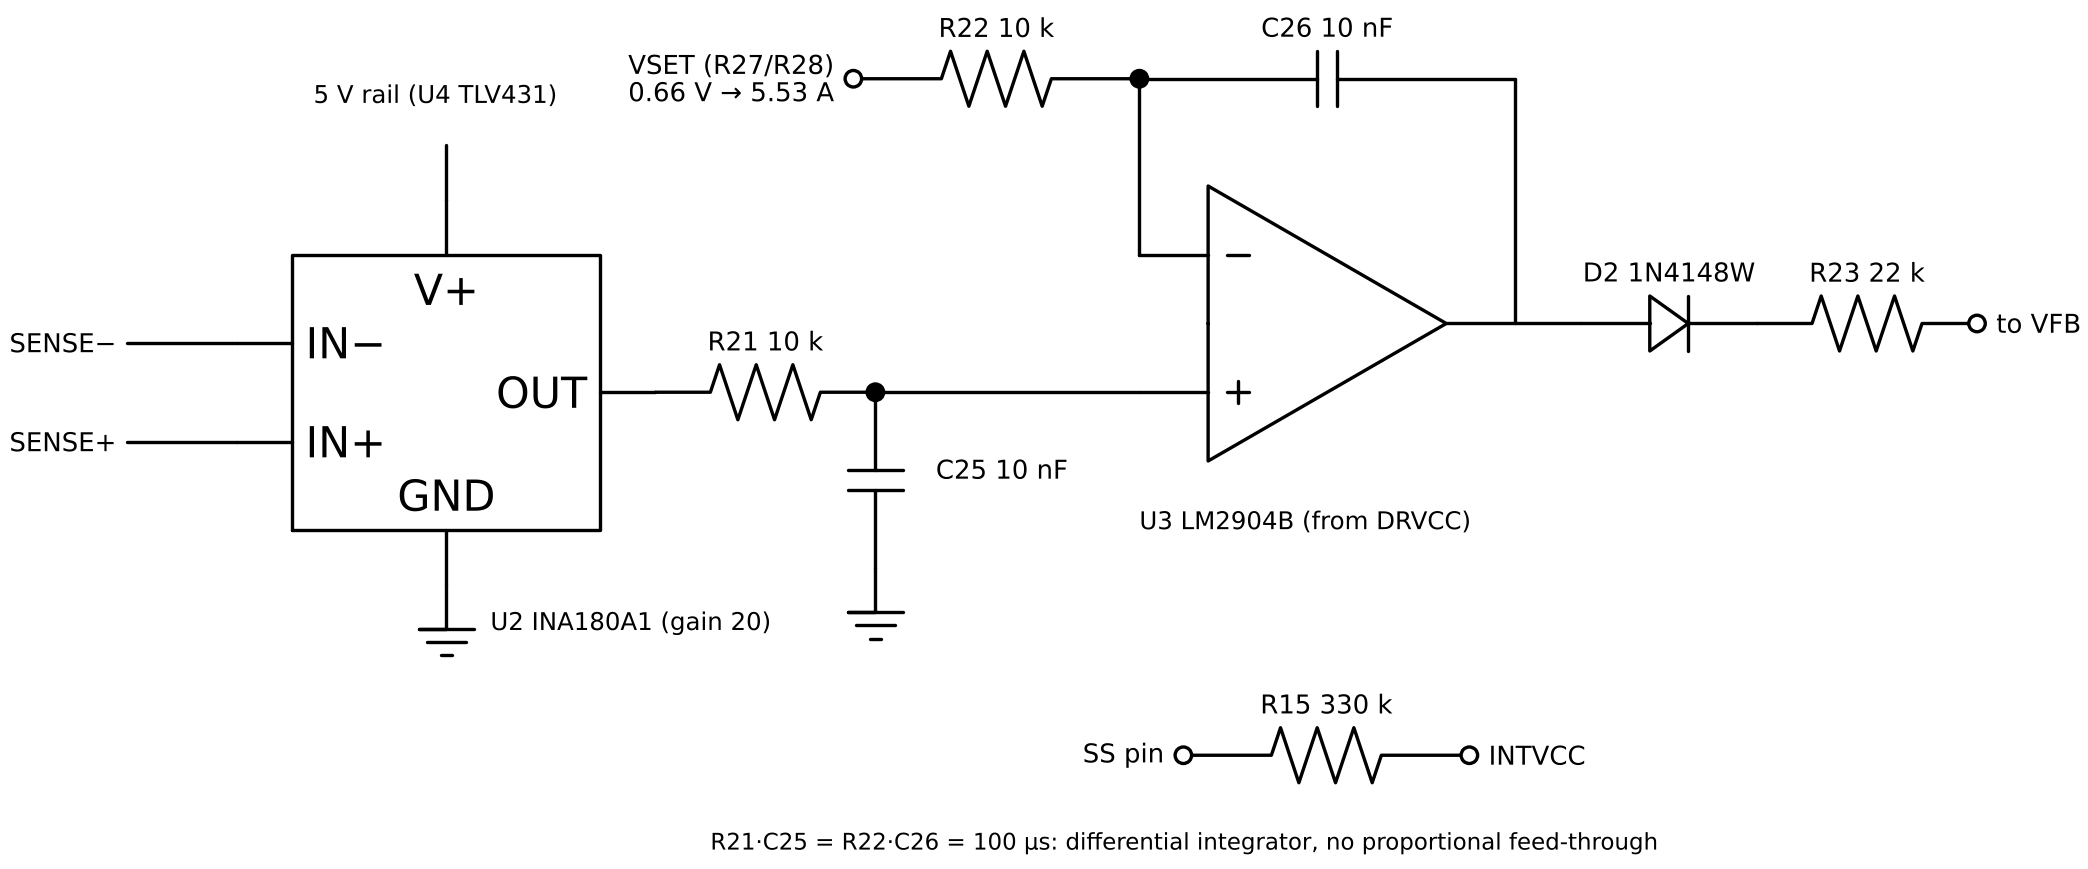 R22 10 k
C26 10 nF
VSET (R27/R28)
0.66 V → 5.53 A
5 V rail (U4 TLV431)
D2 1N4148W
R23 22 k
V+
SENSE−
IN−
−
to VFB
R21 10 k
OUT
+
SENSE+
IN+
C25 10 nF
GND
U3 LM2904B (from DRVCC)
U2 INA180A1 (gain 20)
R15 330 k
SS pin
INTVCC
R21·C25 = R22·C26 = 100 µs: differential integrator, no proportional feed-through